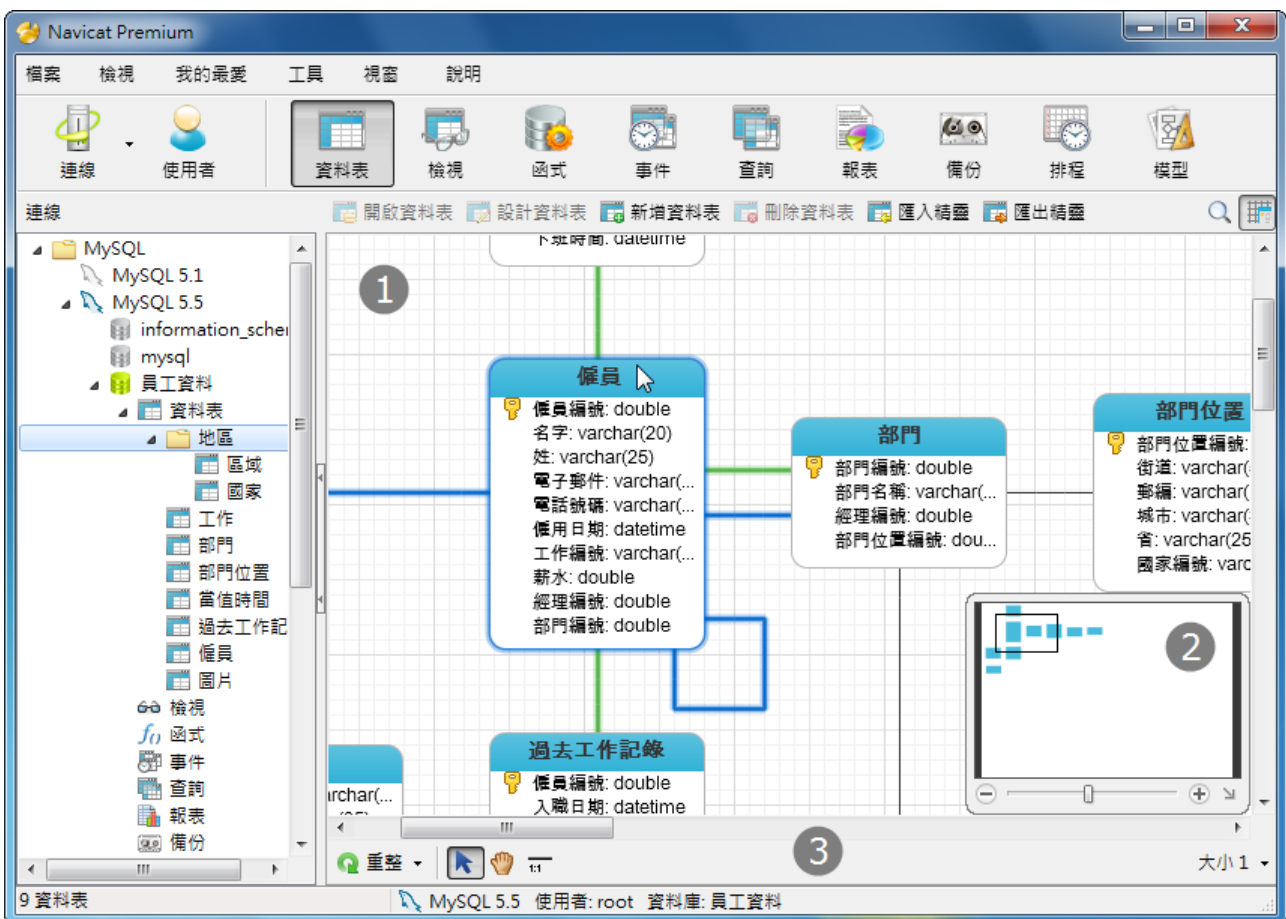 Navicat Premium
檔案 檢視 我的最愛 工具 視窗 說明
連線 使用者 資料表 檢視 函式 事件 查詢 報表 備份 排程 模型
連線
開啟資料表 設計資料表 新增資料表 刪除資料表 匯入精靈 匯出精靈
MySQL
MySQL 5.1
MySQL 5.5
information_scher
mysql
員工資料
資料表
地區
區域
國家
工作
部門
部門位置
當值時間
過去工作記
僱員
圖片
檢視
函式
事件
查詢
報表
備份
1
下班時間: datetime
僱員
僱員編號: double
名字: varchar(20)
姓: varchar(25)
電子郵件: varchar(...
電話號碼: varchar(...
僱用日期: datetime
工作編號: varchar(...
薪水: double
經理編號: double
部門編號: double
部門
部門編號: double
部門名稱: varchar(...
經理編號: double
部門位置編號: dou...
部門位置
部門位置編號:
街道: varchar(
郵編: varchar(
城市: varchar(
省: varchar(25
國家編號: varc
2
archar(...
過去工作記錄
僱員編號: double
入職日期: datetime
3
重整 1:1 大小 1
9 資料表 MySQL 5.5 使用者: root 資料庫: 員工資料